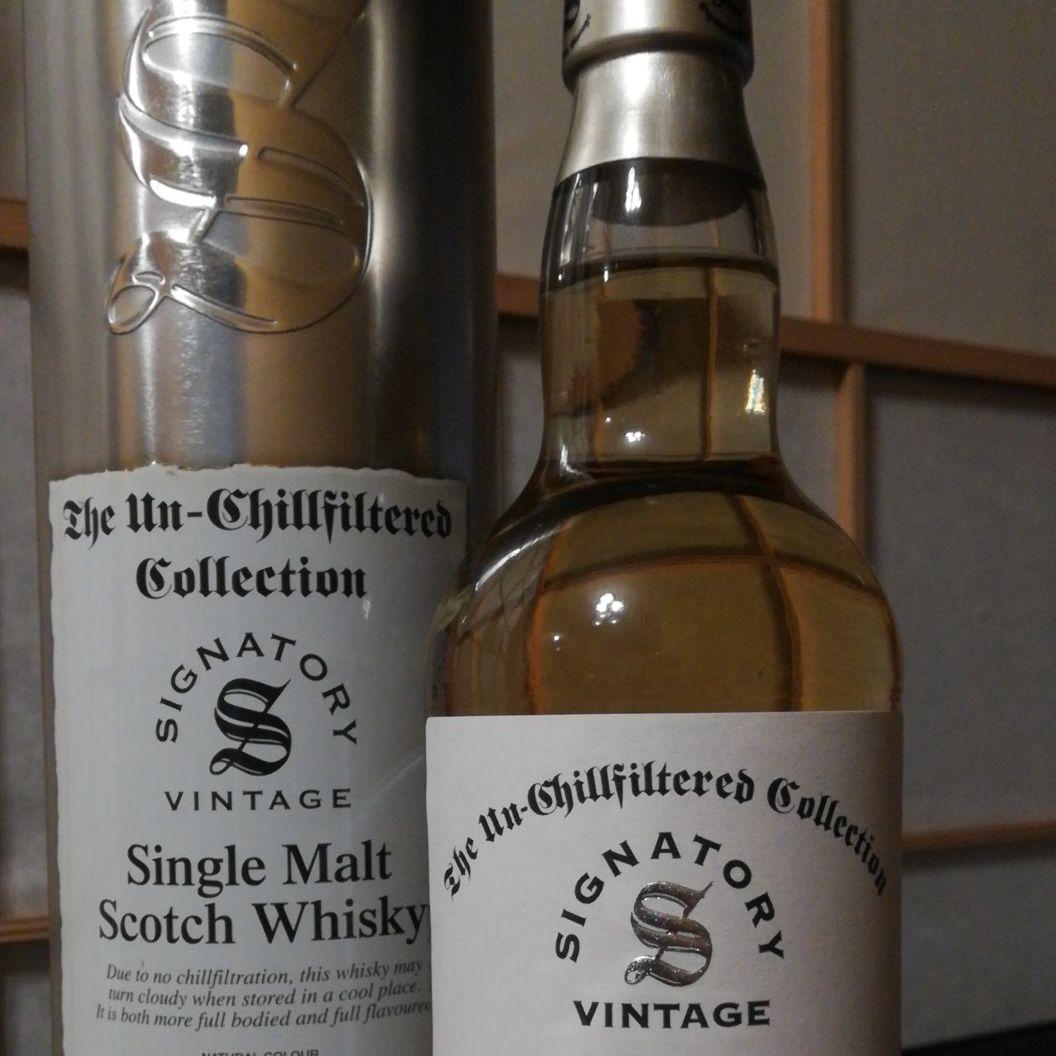 The Un-Chillfiltered
Collection
SIGNATORY
S
VINTAGE
Single Malt
Scotch Whisky
Due to no chillfiltration, this whisky may
turn cloudy when stored in a cool place.
It is both more full bodied and full flavoured
NATURAL COLOUR
The Un-Chillfiltered Collection
SIGNATORY
S
VINTAGE